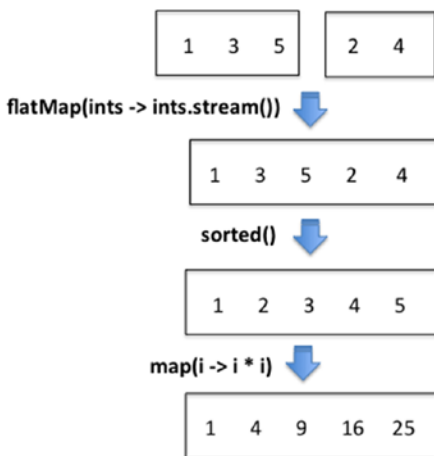 1 3 5 2 4
flatMap(ints -> ints.stream())
1 3 5 2 4
sorted()
1 2 3 4 5
map(i -> i * i)
1 4 9 16 25